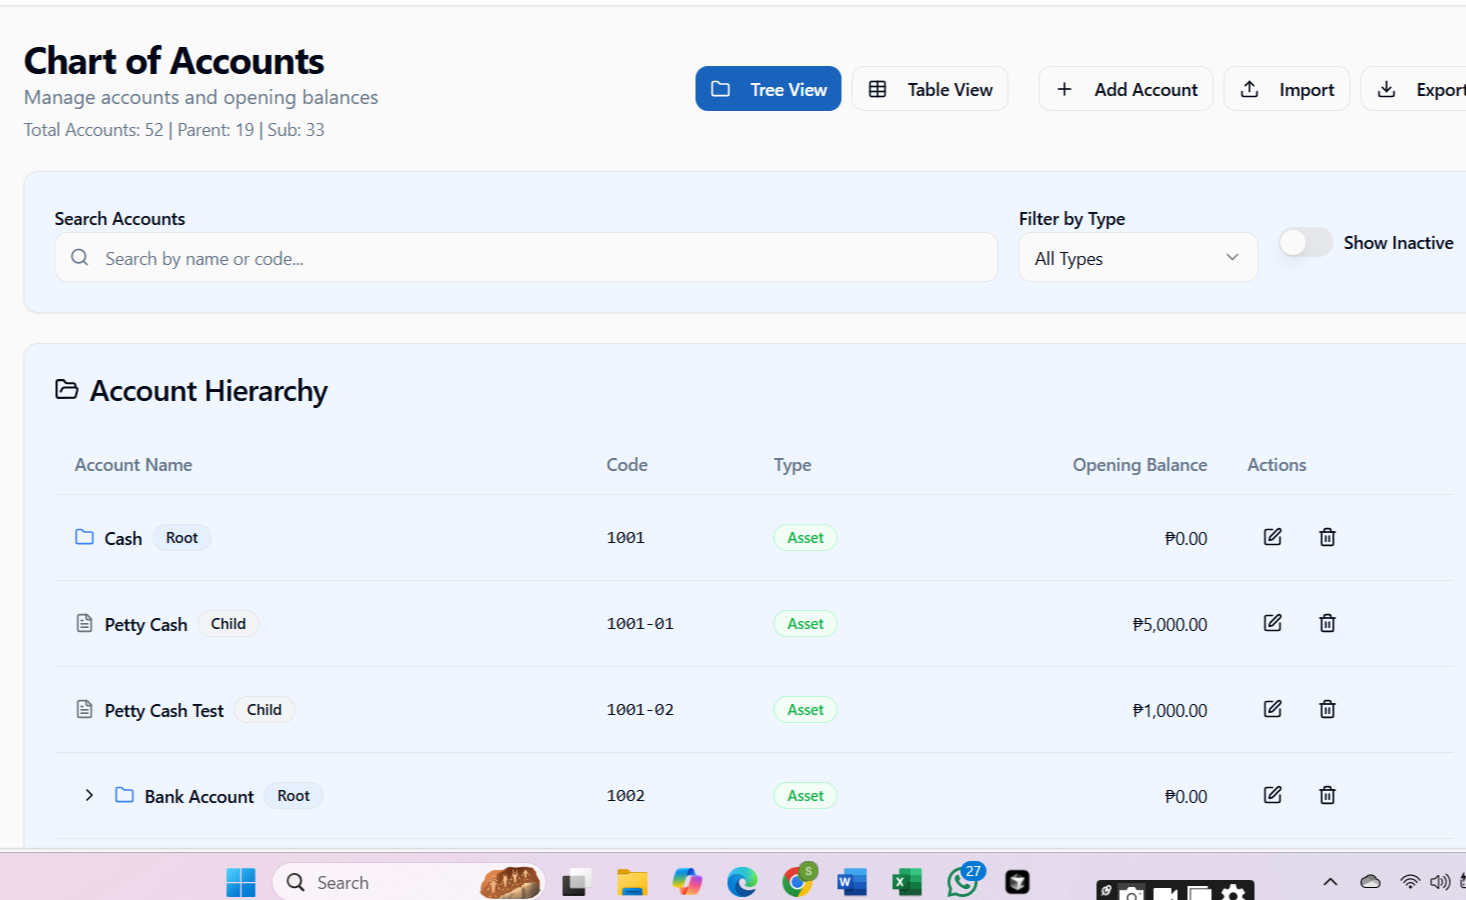 Chart of Accounts
Manage accounts and opening balances
Total Accounts: 52 | Parent: 19 | Sub: 33
Tree View
Table View
Add Account
Import
Export
Search Accounts
Search by name or code...
Filter by Type
All Types
Show Inactive
Account Hierarchy
Account Name Code Type Opening Balance Actions
Cash Root 1001 Asset ₱0.00
Petty Cash Child 1001-01 Asset ₱5,000.00
Petty Cash Test Child 1001-02 Asset ₱1,000.00
Bank Account Root 1002 Asset ₱0.00
Search
S
27